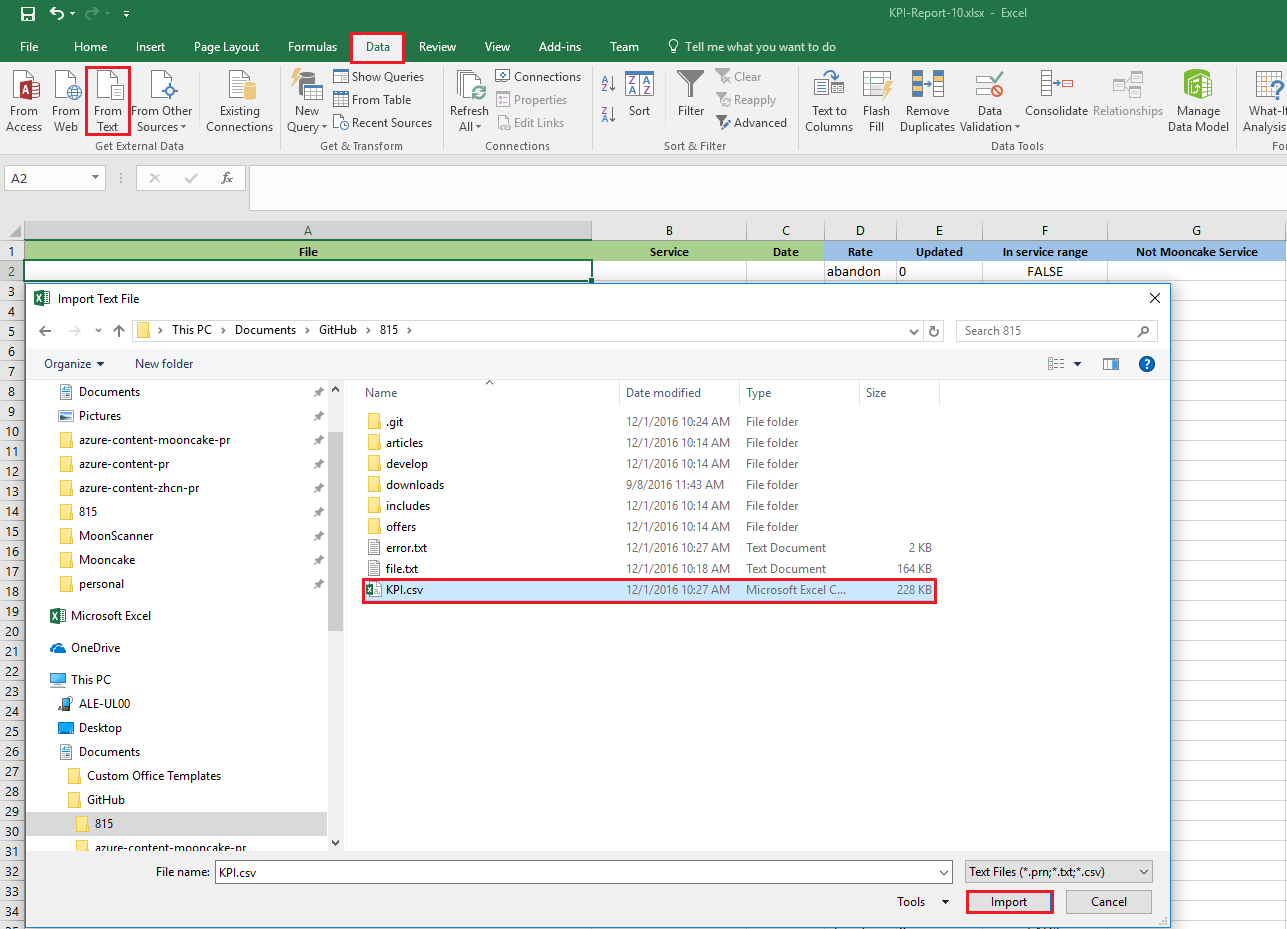 KPI-Report-10.xlsx - Excel
File Home Insert Page Layout Formulas Data Review View Add-ins Team Tell me what you want to do
From Access
From Web
From Text
From Other Sources
Existing Connections
Get External Data
New Query
Show Queries
From Table
Recent Sources
Get & Transform
Refresh All
Connections
Properties
Edit Links
Connections
Sort
Filter
Clear
Reapply
Advanced
Sort & Filter
Text to Columns
Flash Fill
Remove Duplicates
Data Validation
Consolidate
Relationships
Manage Data Model
Data Tools
What-If
Analysis
A2
fx
A B C D E F G
1 File Service Date Rate Updated In service range Not Mooncake Service
2 abandon 0 FALSE
3
4
5
6
7
8
9
10
11
12
13
14
15
16
17
18
19
20
21
22
23
24
25
26
27
28
29
30
31
32
33
34
Import Text File
This PC > Documents > GitHub > 815 >
Search 815
Organize New folder
Documents
Pictures
azure-content-mooncake-pr
azure-content-pr
azure-content-zhcn-pr
815
MoonScanner
Mooncake
personal
Microsoft Excel
OneDrive
This PC
ALE-UL00
Desktop
Documents
Custom Office Templates
GitHub
815
azure-content-mooncake-pr
Name Date modified Type Size
.git 12/1/2016 10:24 AM File folder
articles 12/1/2016 10:14 AM File folder
develop 12/1/2016 10:14 AM File folder
downloads 9/8/2016 11:43 AM File folder
includes 12/1/2016 10:14 AM File folder
offers 12/1/2016 10:14 AM File folder
error.txt 12/1/2016 10:27 AM Text Document 2 KB
file.txt 12/1/2016 10:18 AM Text Document 164 KB
KPI.csv 12/1/2016 10:27 AM Microsoft Excel C... 228 KB
File name: KPI.csv Text Files (*.prn;*.txt;*.csv)
Tools Import Cancel